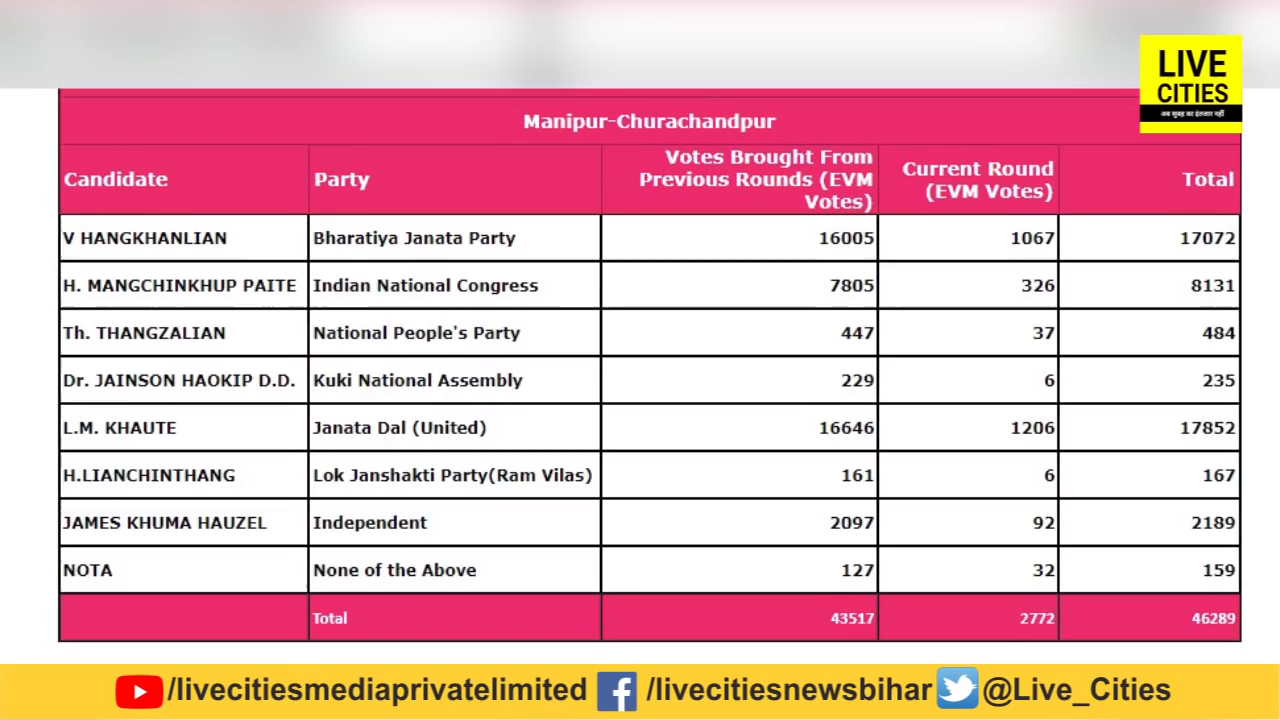 LIVE
CITIES
अब सुबह का इंतजार नहीं
Manipur-Churachandpur
Candidate Party Votes Brought From Previous Rounds (EVM Votes) Current Round (EVM Votes) Total
V HANGKHANLIAN Bharatiya Janata Party 16005 1067 17072
H. MANGCHINKHUP PAITE Indian National Congress 7805 326 8131
Th. THANGZALIAN National People's Party 447 37 484
Dr. JAINSON HAOKIP D.D. Kuki National Assembly 229 6 235
L.M. KHAUTE Janata Dal (United) 16646 1206 17852
H.LIANCHINTHANG Lok Janshakti Party(Ram Vilas) 161 6 167
JAMES KHUMA HAUZEL Independent 2097 92 2189
NOTA None of the Above 127 32 159
Total 43517 2772 46289
/livecitiesmediaprivatelimited /livecitiesnewsbihar @Live_Cities